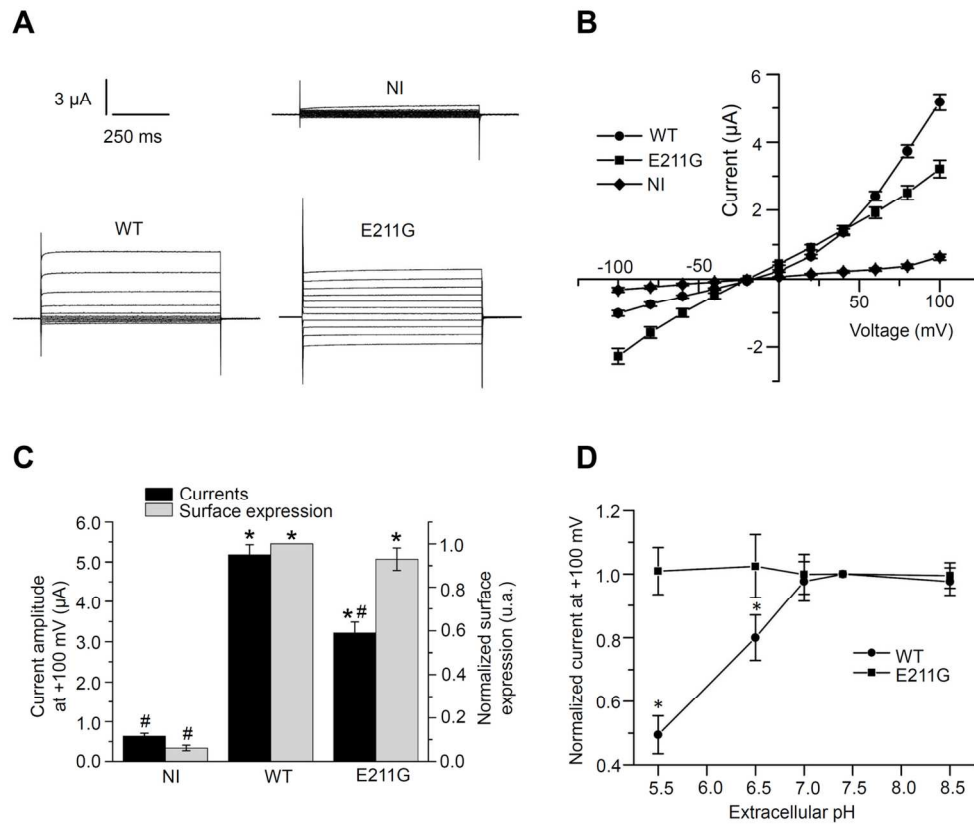 A
3 µA
250 ms
NI
WT
E211G
B
WT
E211G
NI
Current (µA)
6
4
2
-2
-100
-50
50
100
Voltage (mV)
C
Currents
Surface expression
Current amplitude
at +100 mV (µA)
6.0
5.0
4.0
3.0
2.0
1.0
0.0
# #
* *
*# *
NI
WT
E211G
1.0
0.8
0.6
0.4
0.2
0.0
Normalized surface
expression (u.a.)
D
Normalized current at +100 mV
1.2
1.0
0.8
0.6
0.4
*
*
WT
E211G
5.5
6.0
6.5
7.0
7.5
8.0
8.5
Extracellular pH